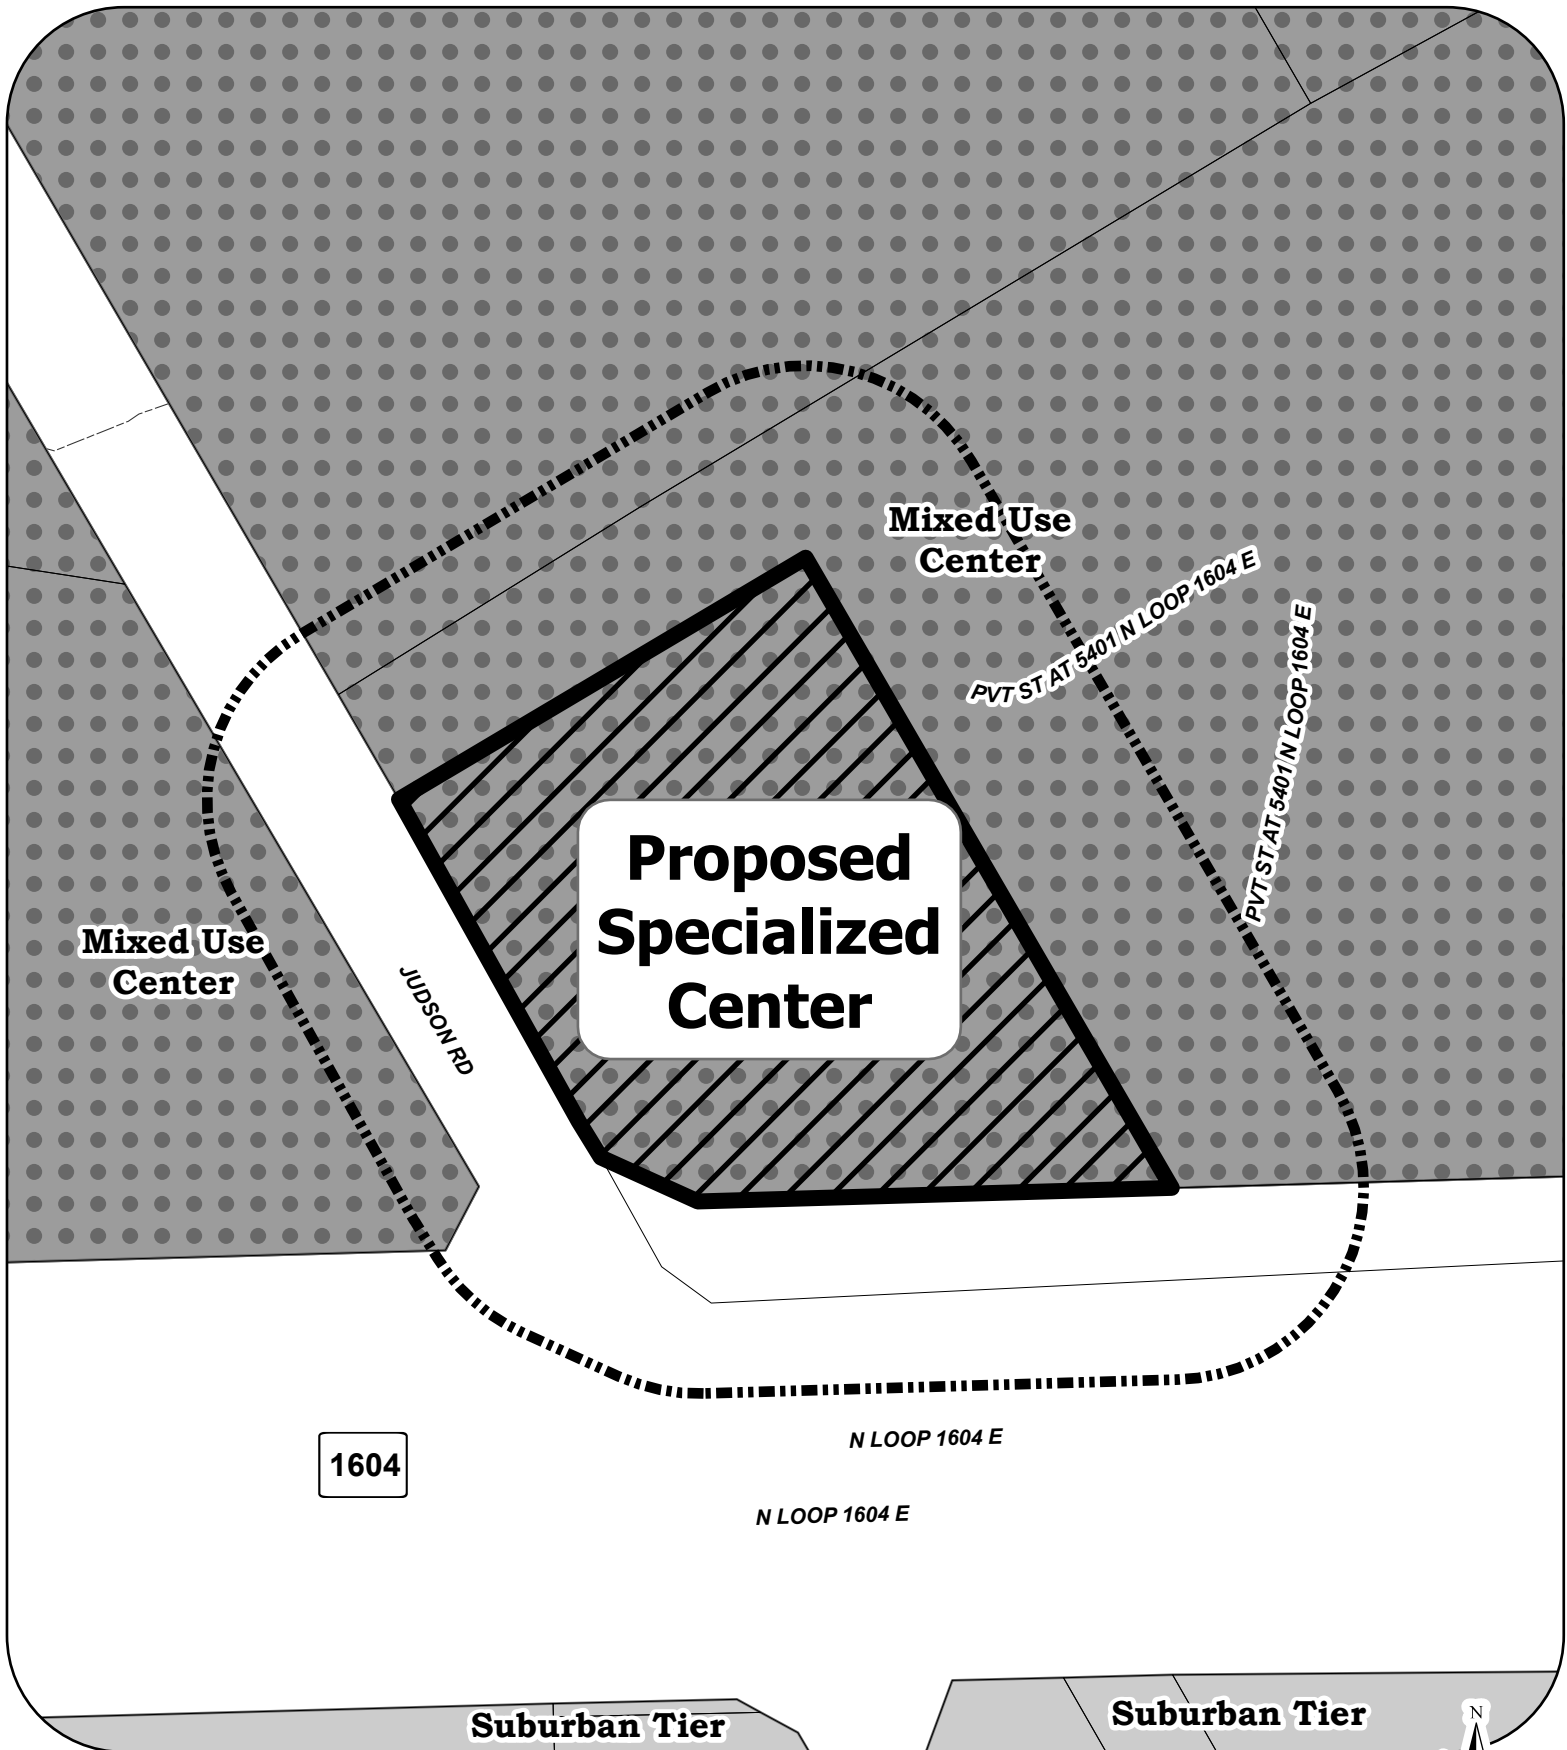 Mixed Use
Center
PVT ST AT 5401 N LOOP 1604 E
PVT ST AT 5401 N LOOP 1604 E
Proposed
Specialized
Center
Mixed Use
Center
JUDSON RD
N LOOP 1604 E
1604
N LOOP 1604 E
Suburban Tier
Suburban Tier
N